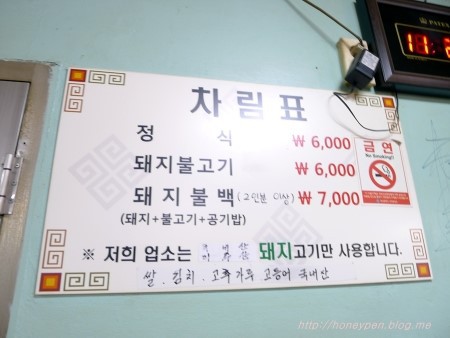 차림표
정 식 ₩ 6,000
돼지불고기 ₩ 6,000
돼지불백 (2인분 이상) ₩ 7,000
(돼지+불고기+공기밥)
금연
No Smoking!!
※ 저희 업소는 돼지고기만 사용합니다.
쌀. 김치. 고추가루 고등어 국내산
http://honeypen.blog.me